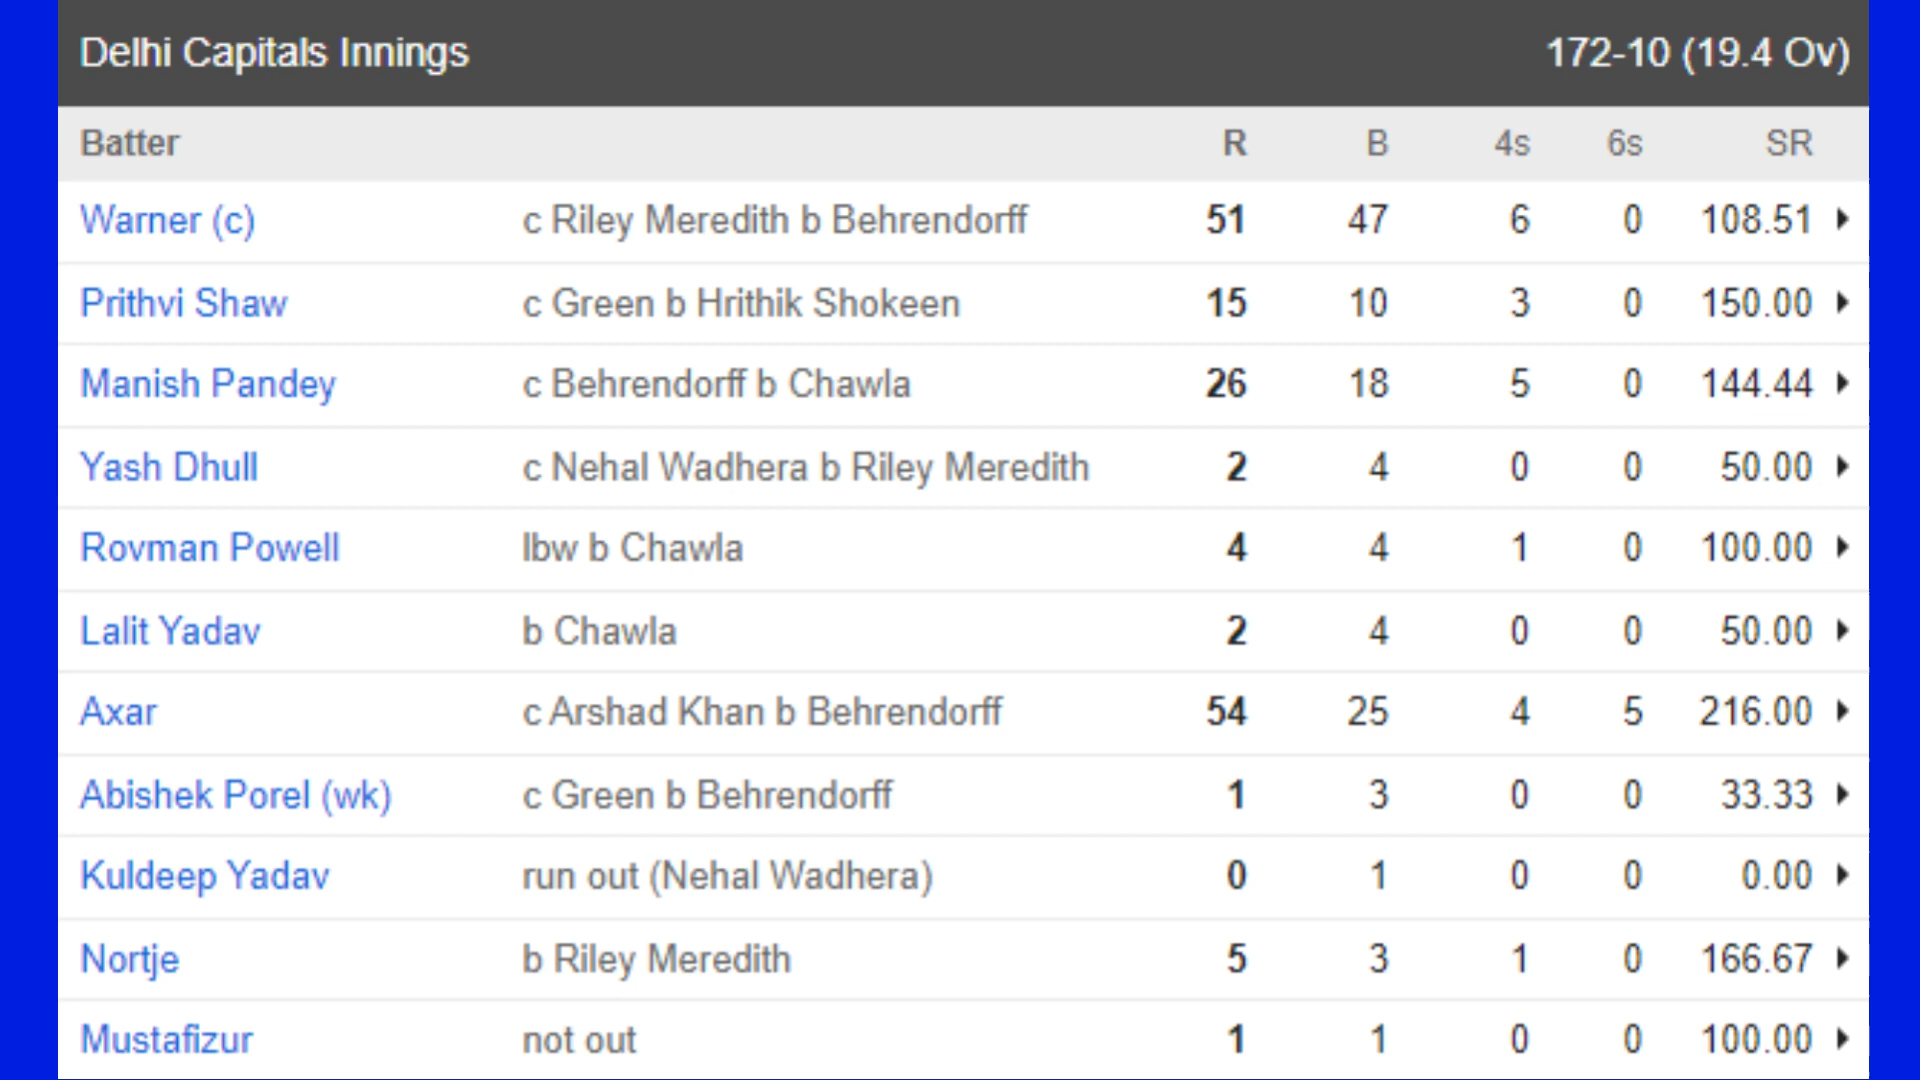 Delhi Capitals Innings 172-10 (19.4 Ov)
Batter R B 4s 6s SR
Warner (c) c Riley Meredith b Behrendorff 51 47 6 0 108.51
Prithvi Shaw c Green b Hrithik Shokeen 15 10 3 0 150.00
Manish Pandey c Behrendorff b Chawla 26 18 5 0 144.44
Yash Dhull c Nehal Wadhera b Riley Meredith 2 4 0 0 50.00
Rovman Powell lbw b Chawla 4 4 1 0 100.00
Lalit Yadav b Chawla 2 4 0 0 50.00
Axar c Arshad Khan b Behrendorff 54 25 4 5 216.00
Abishek Porel (wk) c Green b Behrendorff 1 3 0 0 33.33
Kuldeep Yadav run out (Nehal Wadhera) 0 1 0 0 0.00
Nortje b Riley Meredith 5 3 1 0 166.67
Mustafizur not out 1 1 0 0 100.00